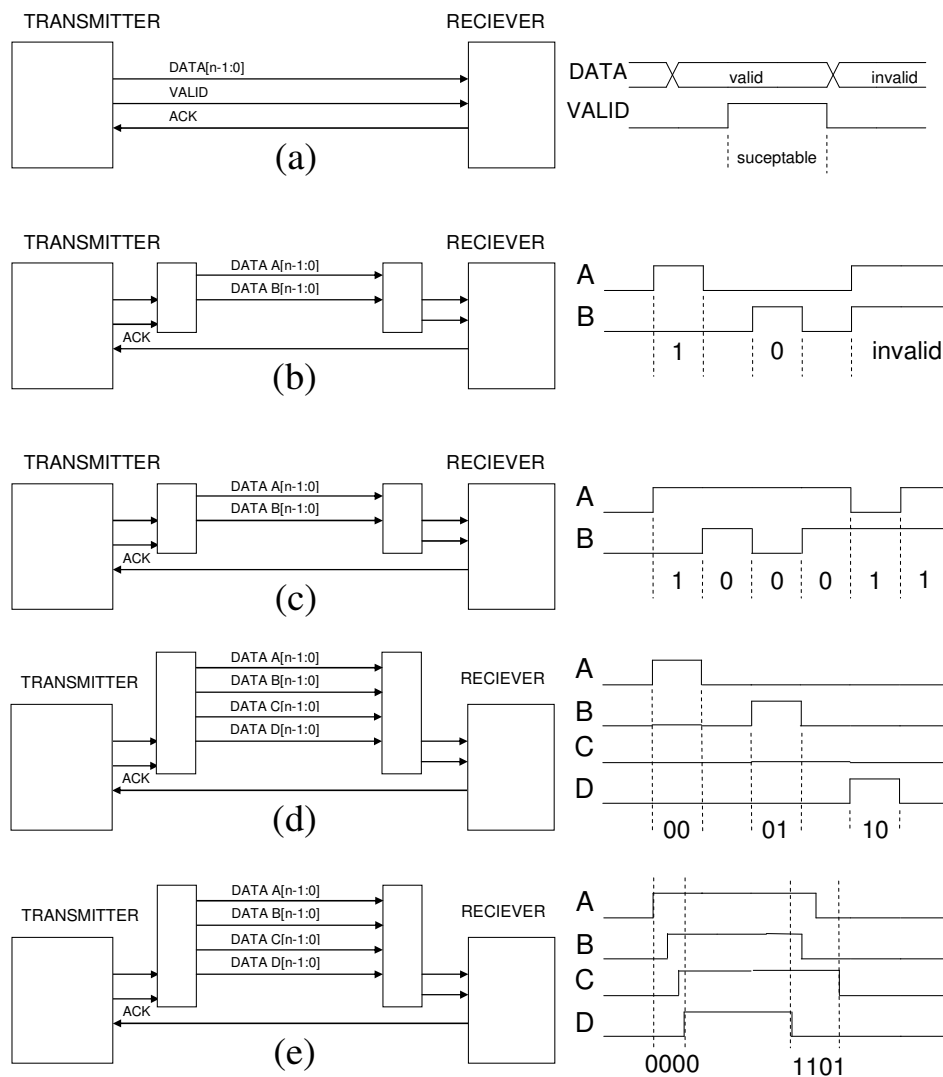 TRANSMITTER
RECIEVER
DATA[n-1:0]
VALID
ACK
(a)
DATA
valid
invalid
VALID
suceptable
TRANSMITTER
RECIEVER
DATA A[n-1:0]
DATA B[n-1:0]
ACK
(b)
A
B
1 0 invalid
TRANSMITTER
RECIEVER
DATA A[n-1:0]
DATA B[n-1:0]
ACK
(c)
A
B
1 0 0 0 1 1
TRANSMITTER
RECIEVER
DATA A[n-1:0]
DATA B[n-1:0]
DATA C[n-1:0]
DATA D[n-1:0]
ACK
(d)
A
B
C
D
00 01 10
TRANSMITTER
RECIEVER
DATA A[n-1:0]
DATA B[n-1:0]
DATA C[n-1:0]
DATA D[n-1:0]
ACK
(e)
A
B
C
D
0000 1101